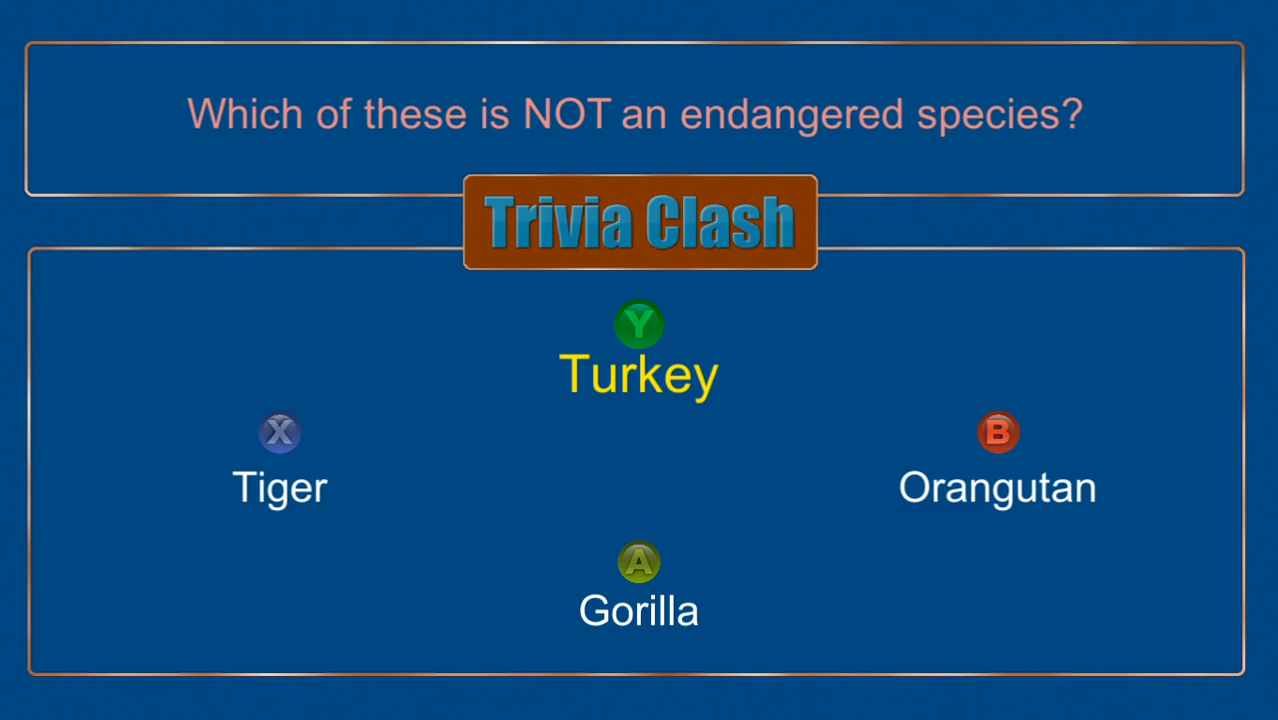 Which of these is NOT an endangered species?
Trivia Clash
Y
Turkey
X
B
Tiger
Orangutan
A
Gorilla